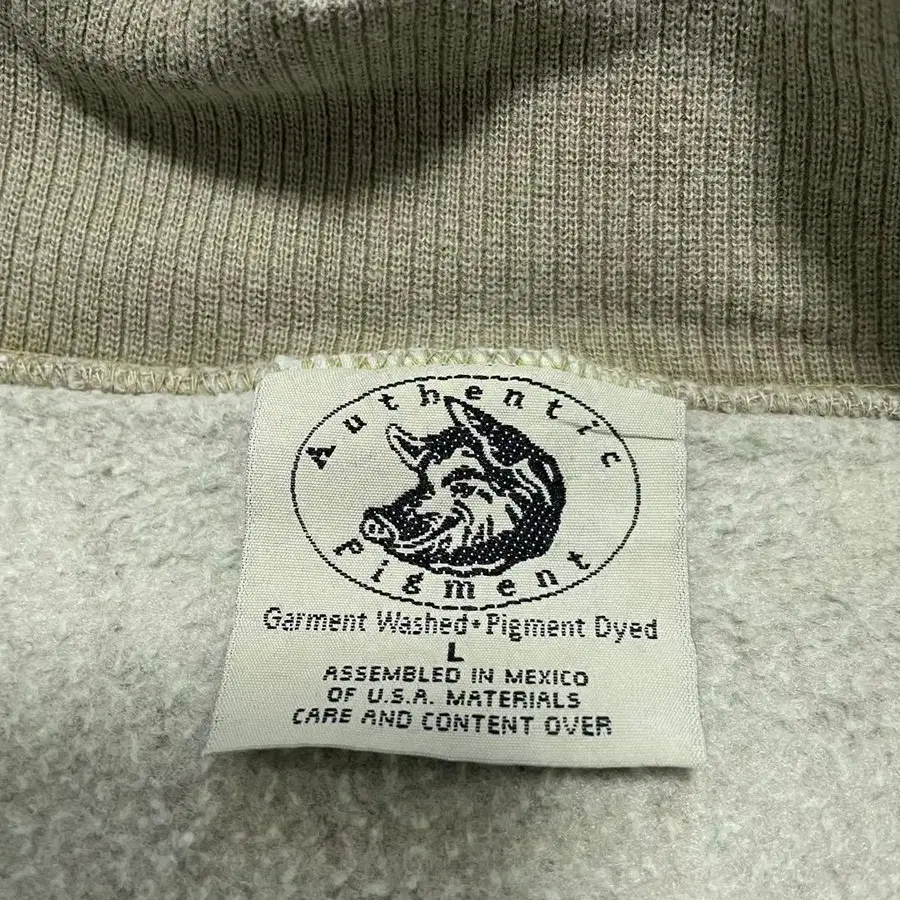 Authentic
Pigment
Garment Washed•Pigment Dyed
L
ASSEMBLED IN MEXICO
OF U.S.A. MATERIALS
CARE AND CONTENT OVER